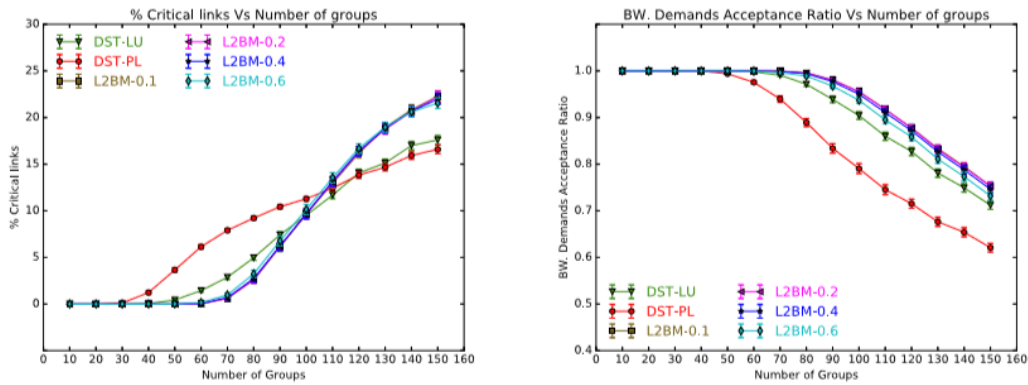 % Critical links Vs Number of groups
30
25
20
15
10
5
0
% Critical links
DST-LU
DST-PL
L2BM-0.1
L2BM-0.2
L2BM-0.4
L2BM-0.6
0 10 20 30 40 50 60 70 80 90 100 110 120 130 140 150 160
Number of Groups
BW. Demands Acceptance Ratio Vs Number of groups
1.0
0.9
0.8
0.7
0.6
0.5
0.4
BW. Demands Acceptance Ratio
DST-LU
DST-PL
L2BM-0.1
L2BM-0.2
L2BM-0.4
L2BM-0.6
0 10 20 30 40 50 60 70 80 90 100 110 120 130 140 150 160
Number of Groups